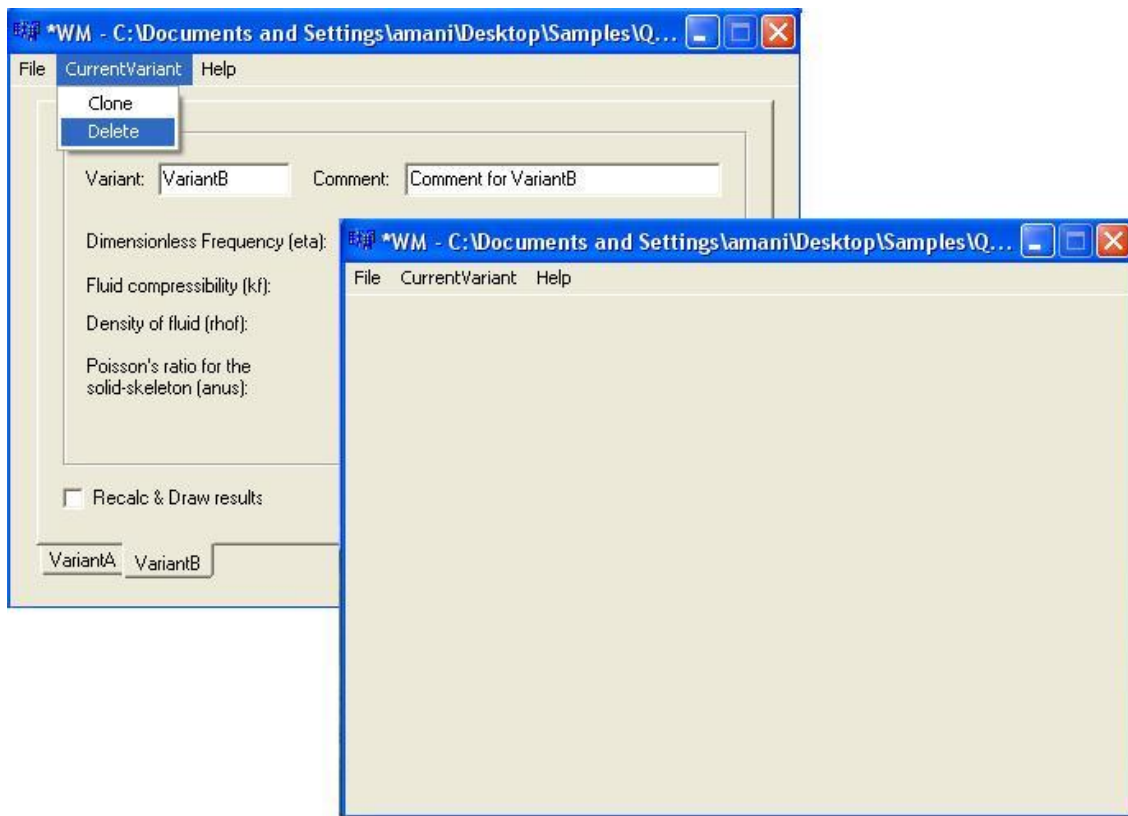 *WM - C:\Documents and Settings\amani\Desktop\Samples\Q...
File CurrentVariant Help
Clone
Delete
Variant: VariantB Comment: Comment for VariantB
Dimensionless Frequency (eta):
Fluid compressibility (kf):
Density of fluid (rhof):
Poisson's ratio for the
solid-skeleton (anus):
Recalc & Draw results
VariantA VariantB
*WM - C:\Documents and Settings\amani\Desktop\Samples\Q...
File CurrentVariant Help